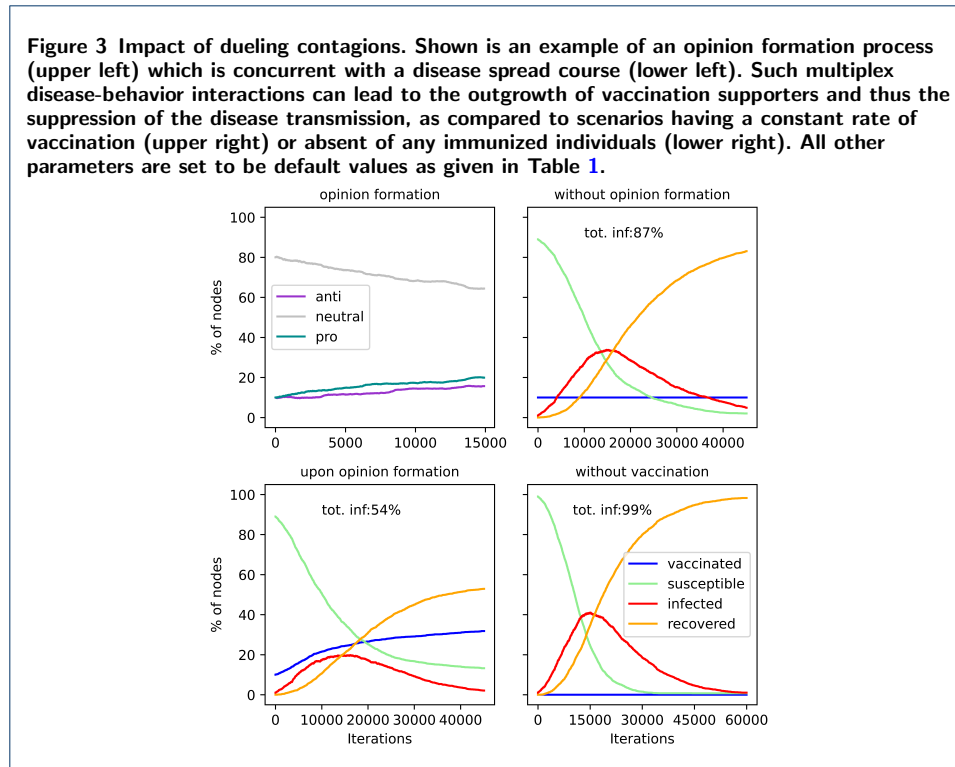 Figure 3 Impact of dueling contagions. Shown is an example of an opinion formation process
(upper left) which is concurrent with a disease spread course (lower left). Such multiplex
disease-behavior interactions can lead to the outgrowth of vaccination supporters and thus the
suppression of the disease transmission, as compared to scenarios having a constant rate of
vaccination (upper right) or absent of any immunized individuals (lower right). All other
parameters are set to be default values as given in Table 1.
opinion formation
% of nodes
100
80
60
40
20
0
anti
neutral
pro
0 5000 10000 15000
without opinion formation
tot. inf:87%
0 10000 20000 30000 40000
upon opinion formation
% of nodes
100
80
60
40
20
0
tot. inf:54%
0 10000 20000 30000 40000
Iterations
without vaccination
tot. inf:99%
vaccinated
susceptible
infected
recovered
0 15000 30000 45000 60000
Iterations